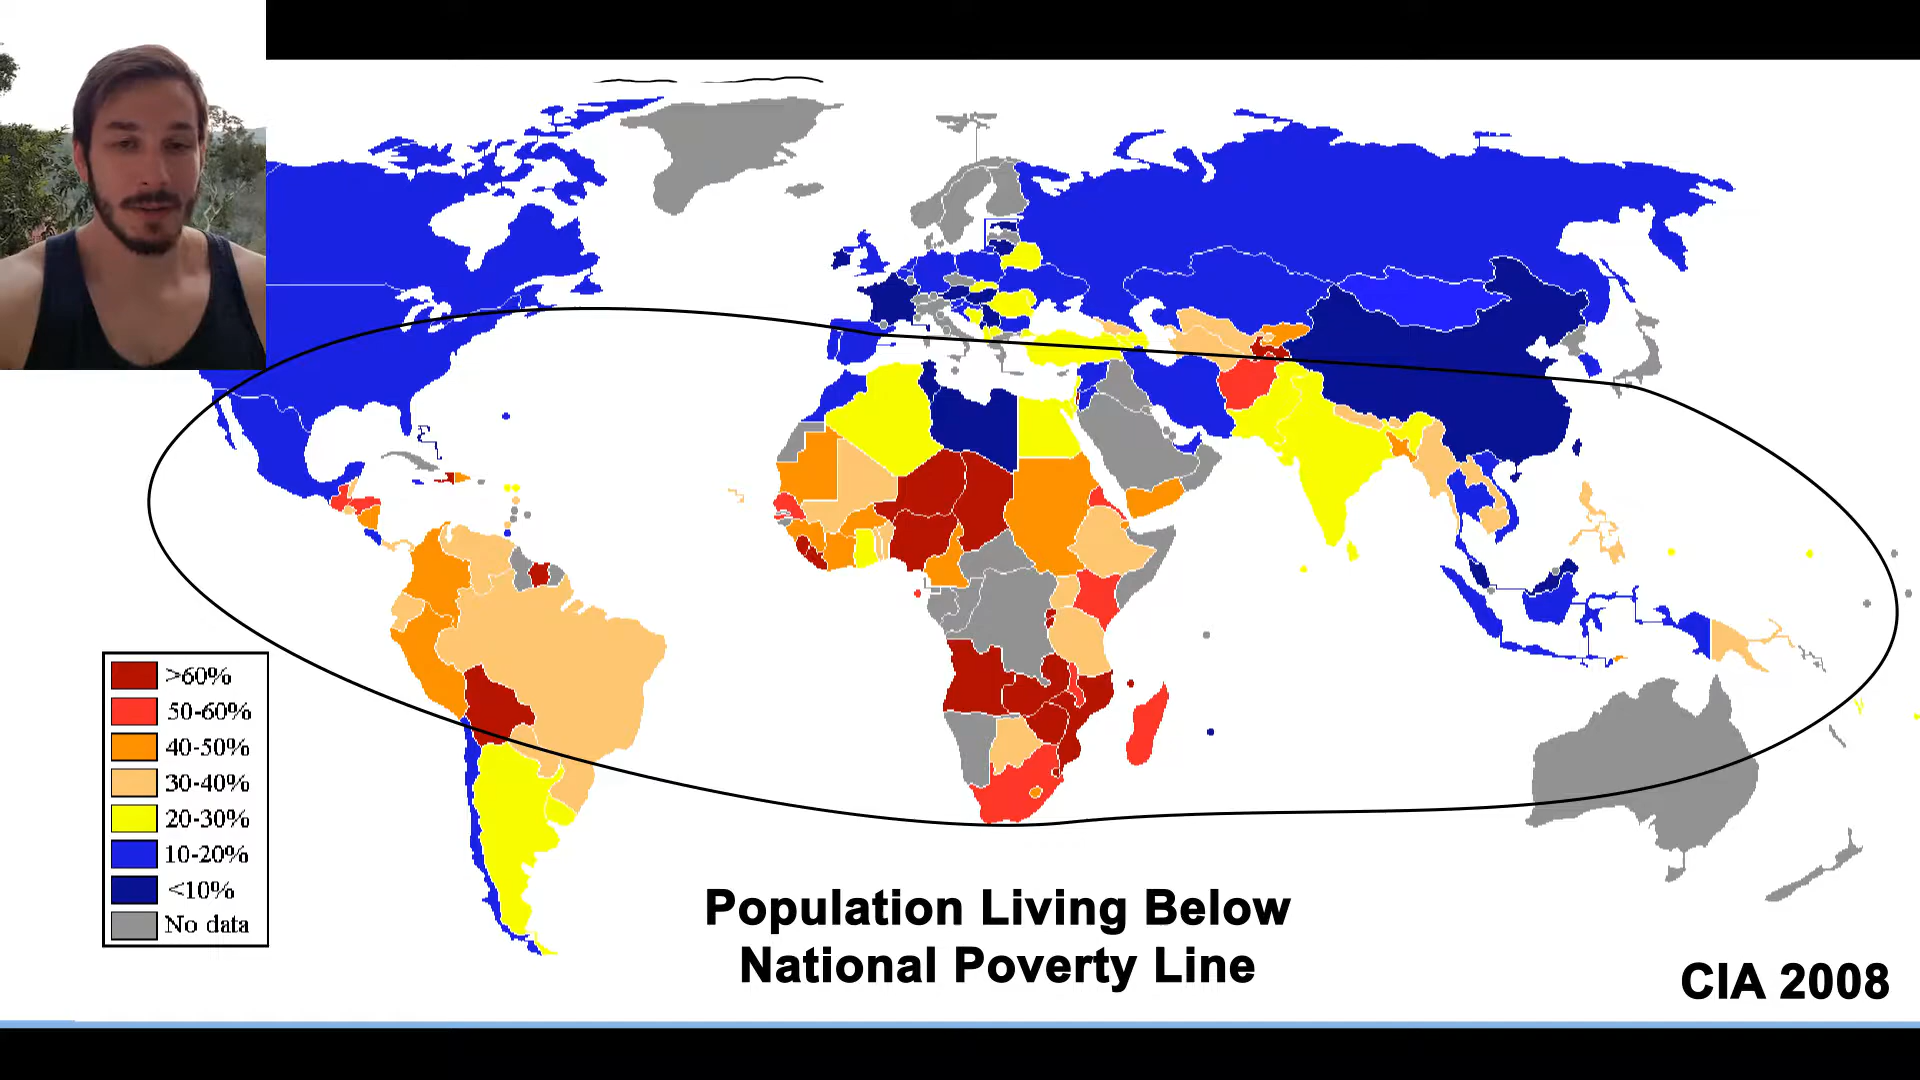 >60%
50-60%
40-50%
30-40%
20-30%
10-20%
<10%
No data
Population Living Below
National Poverty Line
CIA 2008